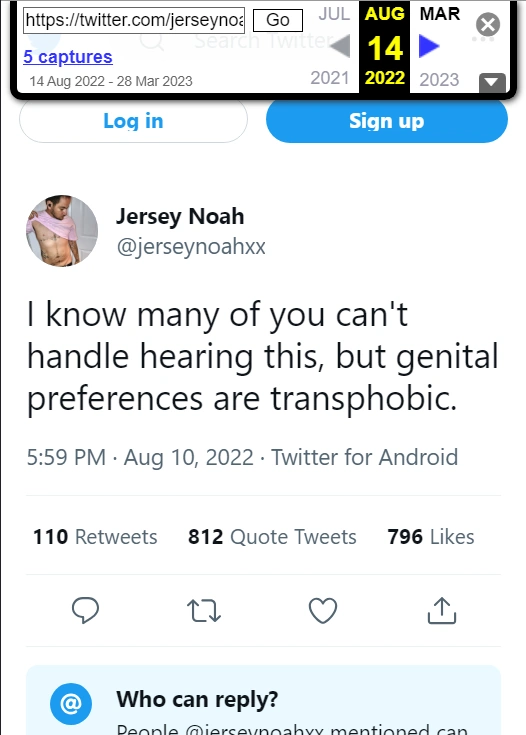 https://twitter.com/jerseynoa
Go
JUL AUG MAR
14
2021 2022 2023
5 captures
14 Aug 2022 - 28 Mar 2023
Search Twitter
Log in Sign up
Jersey Noah
@jerseynoahxx
I know many of you can't
handle hearing this, but genital
preferences are transphobic.
5:59 PM · Aug 10, 2022 · Twitter for Android
110 Retweets 812 Quote Tweets 796 Likes
@ Who can reply?
People @jerseynoahxx mentioned can